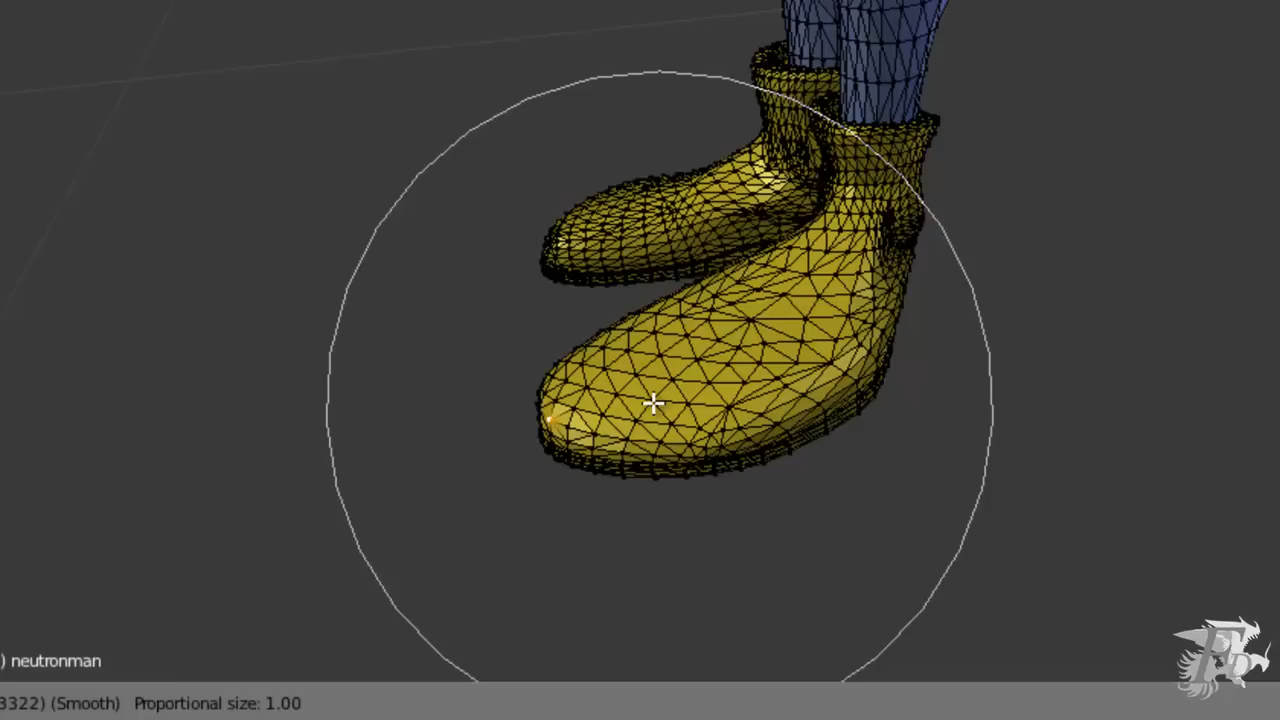 ) neutronman
3322) (Smooth) Proportional size: 1.00